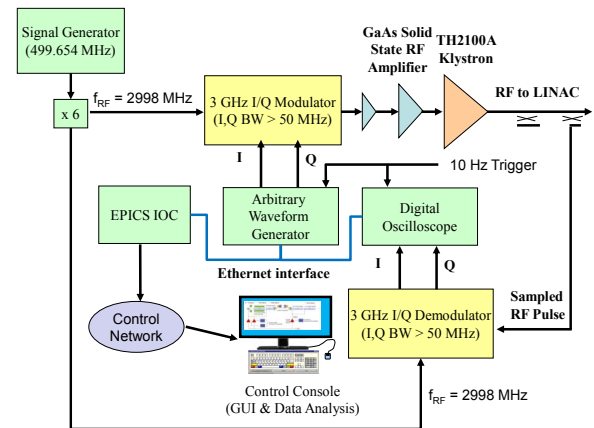 Signal Generator
(499.654 MHz)
x 6
fRF = 2998 MHz
3 GHz I/Q Modulator
(I,Q BW > 50 MHz)
GaAs Solid
State RF
Amplifier
TH2100A
Klystron
RF to LINAC
I
Q
10 Hz Trigger
EPICS IOC
Arbitrary
Waveform
Generator
Digital
Oscilloscope
Ethernet interface
I
Q
Control
Network
3 GHz I/Q Demodulator
(I,Q BW > 50 MHz)
Sampled
RF Pulse
Control Console
(GUI & Data Analysis)
fRF = 2998 MHz